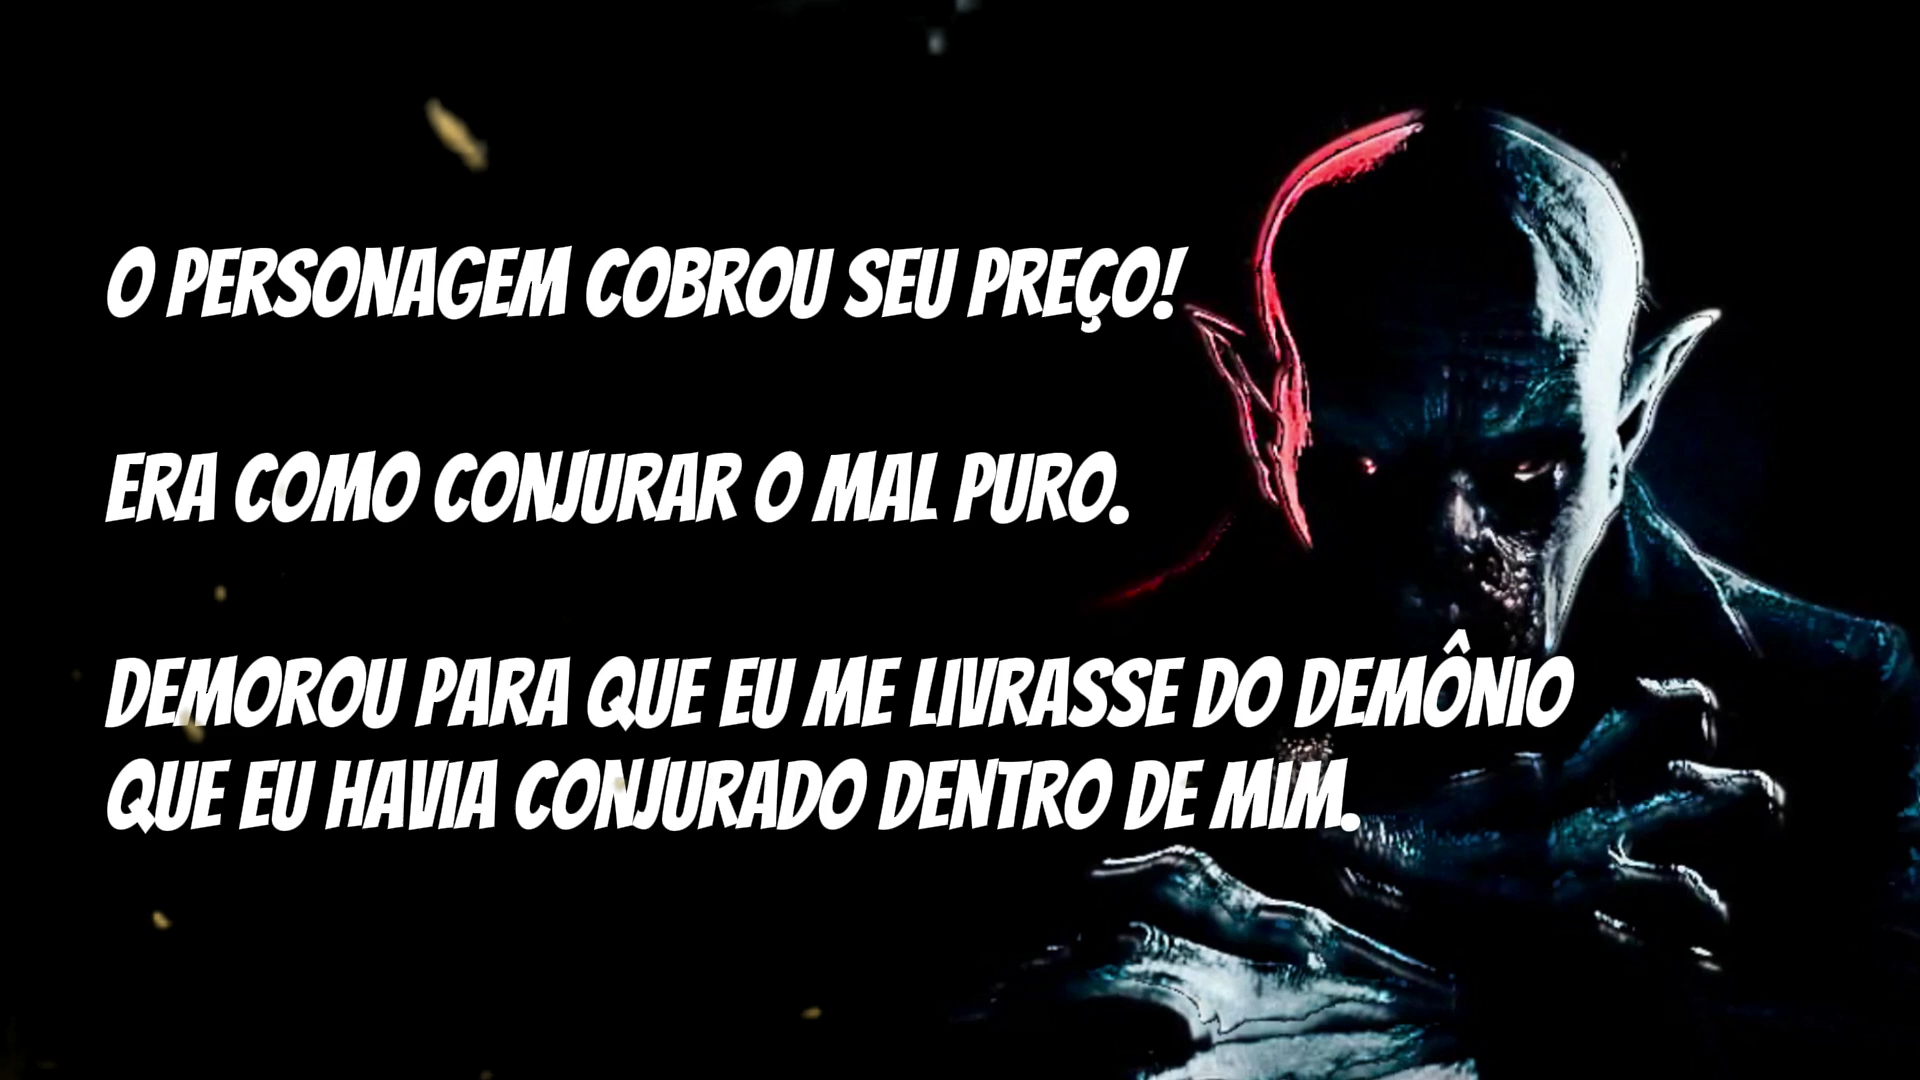 O PERSONAGEM COBROU SEU PREÇO!
ERA COMO CONJURAR O MAL PURO.
DEMOROU PARA QUE EU ME LIVRASSE DO DEMÔNIO
QUE EU HAVIA CONJURADO DENTRO DE MIM.